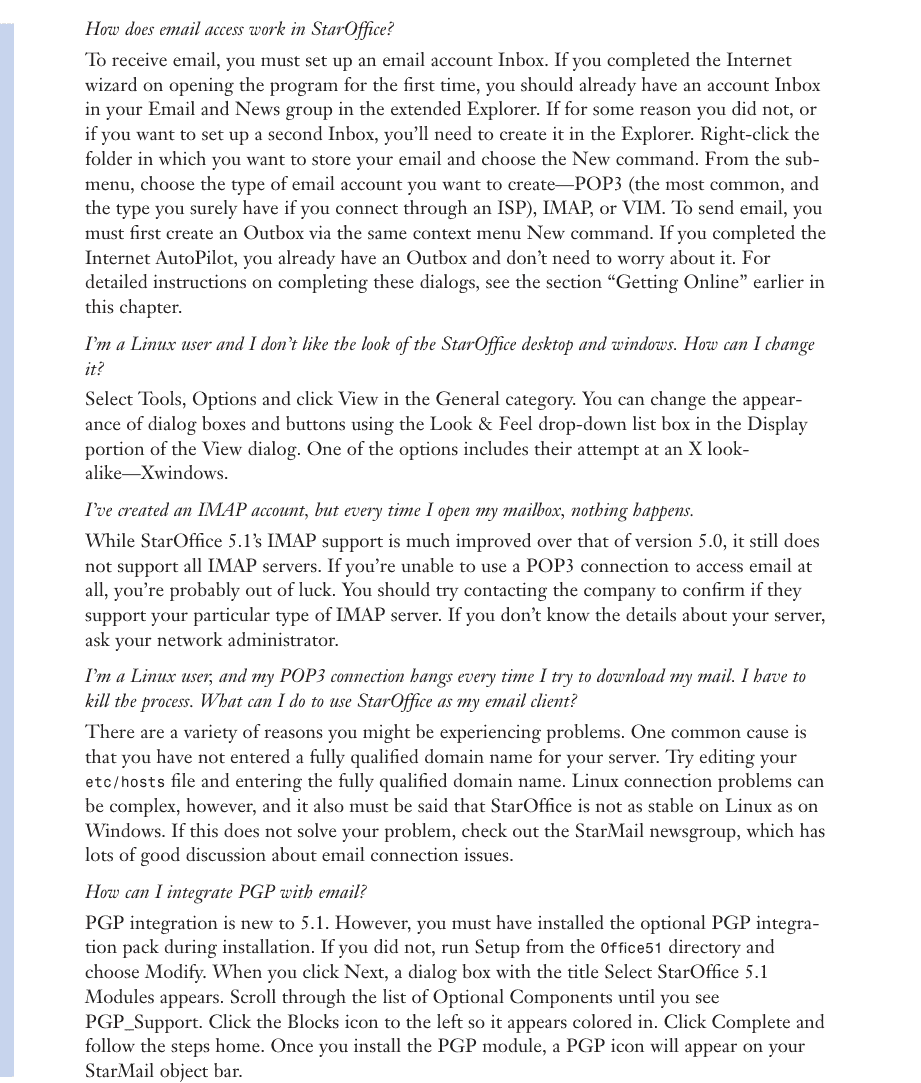 How does email access work in StarOffice?
To receive email, you must set up an email account Inbox. If you completed the Internet
wizard on opening the program for the first time, you should already have an account Inbox
in your Email and News group in the extended Explorer. If for some reason you did not, or
if you want to set up a second Inbox, you’ll need to create it in the Explorer. Right-click the
folder in which you want to store your email and choose the New command. From the sub-
menu, choose the type of email account you want to create—POP3 (the most common, and
the type you surely have if you connect through an ISP), IMAP, or VIM. To send email, you
must first create an Outbox via the same context menu New command. If you completed the
Internet AutoPilot, you already have an Outbox and don’t need to worry about it. For
detailed instructions on completing these dialogs, see the section “Getting Online” earlier in
this chapter.
I’m a Linux user and I don’t like the look of the StarOffice desktop and windows. How can I change
it?
Select Tools, Options and click View in the General category. You can change the appear-
ance of dialog boxes and buttons using the Look & Feel drop-down list box in the Display
portion of the View dialog. One of the options includes their attempt at an X look-
alike—Xwindows.
I’ve created an IMAP account, but every time I open my mailbox, nothing happens.
While StarOffice 5.1’s IMAP support is much improved over that of version 5.0, it still does
not support all IMAP servers. If you’re unable to use a POP3 connection to access email at
all, you’re probably out of luck. You should try contacting the company to confirm if they
support your particular type of IMAP server. If you don’t know the details about your server,
ask your network administrator.
I’m a Linux user, and my POP3 connection hangs every time I try to download my mail. I have to
kill the process. What can I do to use StarOffice as my email client?
There are a variety of reasons you might be experiencing problems. One common cause is
that you have not entered a fully qualified domain name for your server. Try editing your
etc/hosts file and entering the fully qualified domain name. Linux connection problems can
be complex, however, and it also must be said that StarOffice is not as stable on Linux as on
Windows. If this does not solve your problem, check out the StarMail newsgroup, which has
lots of good discussion about email connection issues.
How can I integrate PGP with email?
PGP integration is new to 5.1. However, you must have installed the optional PGP integra-
tion pack during installation. If you did not, run Setup from the Office51 directory and
choose Modify. When you click Next, a dialog box with the title Select StarOffice 5.1
Modules appears. Scroll through the list of Optional Components until you see
PGP_Support. Click the Blocks icon to the left so it appears colored in. Click Complete and
follow the steps home. Once you install the PGP module, a PGP icon will appear on your
StarMail object bar.